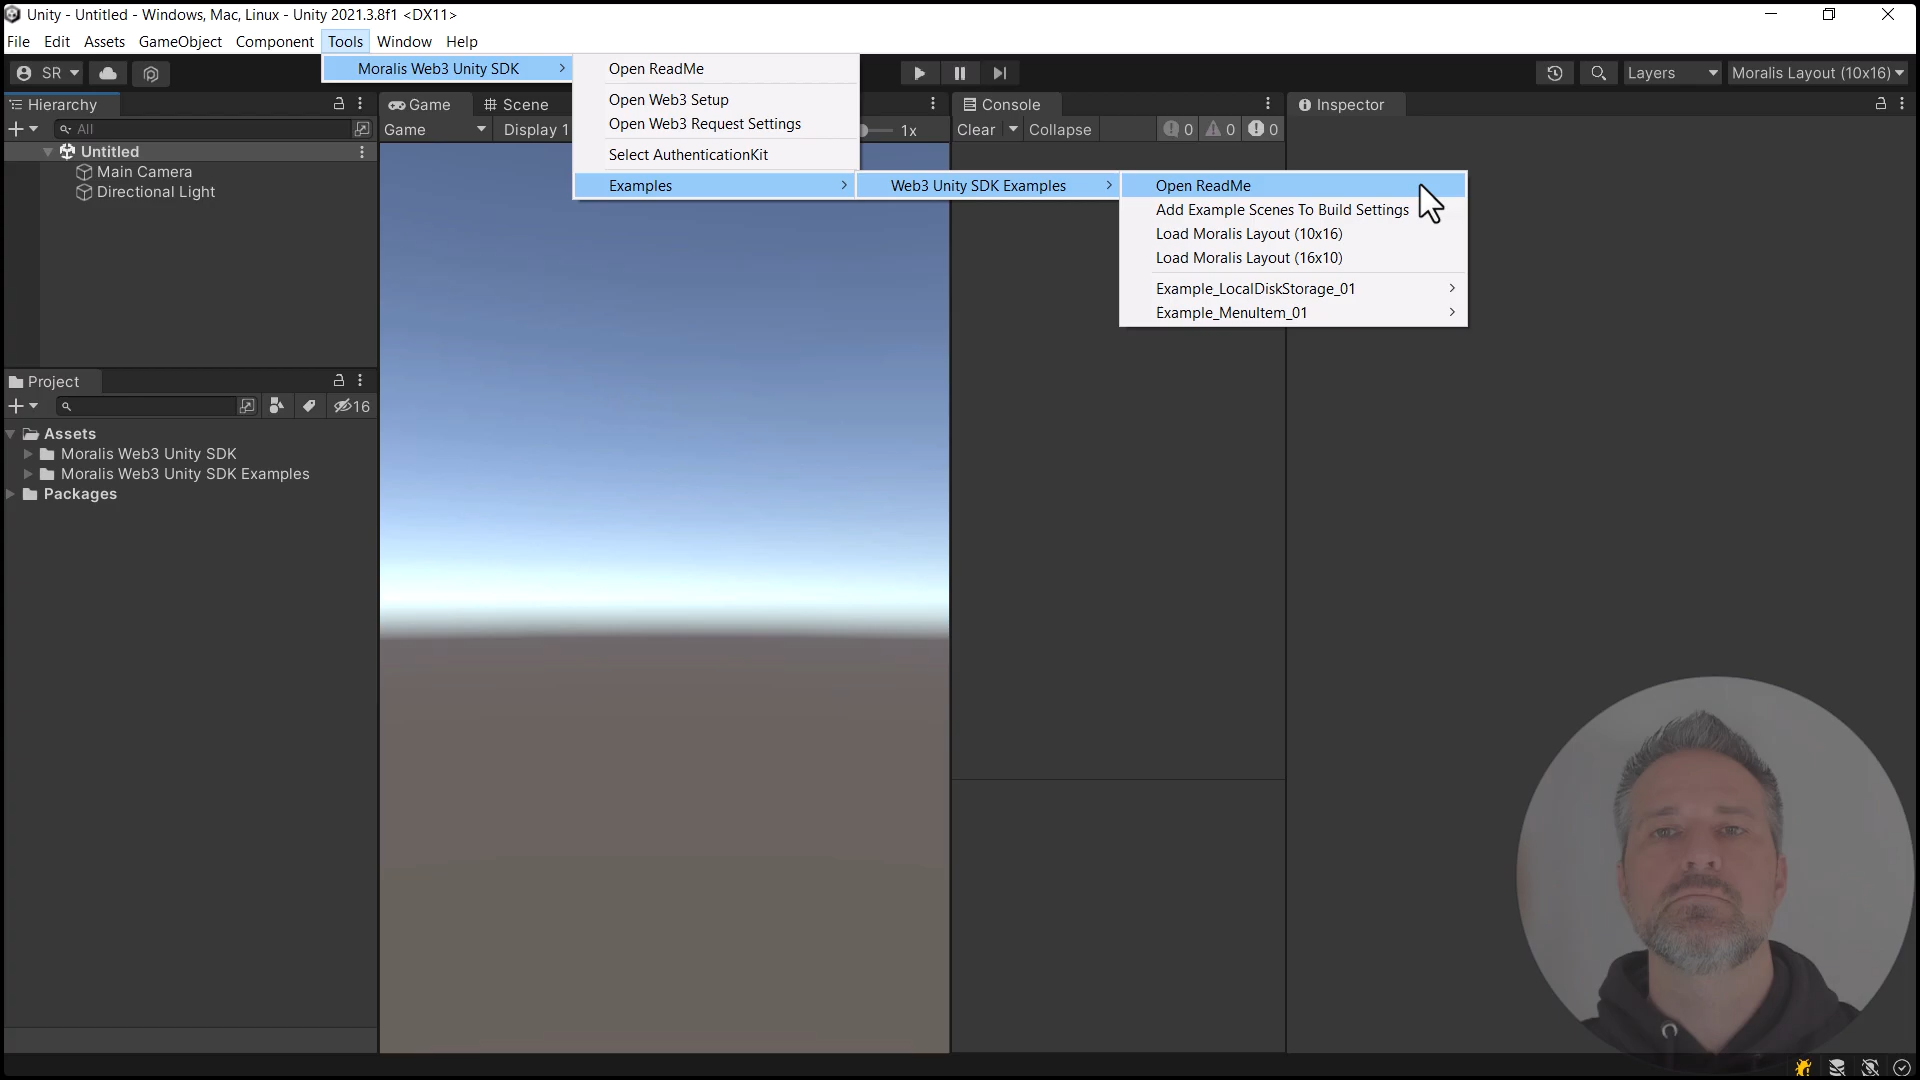 Unity - Untitled - Windows, Mac, Linux - Unity 2021.3.8f1 <DX11>
File Edit Assets GameObject Component Tools Window Help
SR
Moralis Web3 Unity SDK
Layers
Moralis Layout (10x16)
Open ReadMe
Open Web3 Setup
Open Web3 Request Settings
Select AuthenticationKit
Examples
Web3 Unity SDK Examples
Open ReadMe
Add Example Scenes To Build Settings
Load Moralis Layout (10x16)
Load Moralis Layout (16x10)
Example_LocalDiskStorage_01
Example_MenuItem_01
Hierarchy
All
Untitled
Main Camera
Directional Light
Game
Scene
Game
Display 1
1x
Console
Clear
Collapse
0
0
0
Inspector
Project
16
Assets
Moralis Web3 Unity SDK
Moralis Web3 Unity SDK Examples
Packages